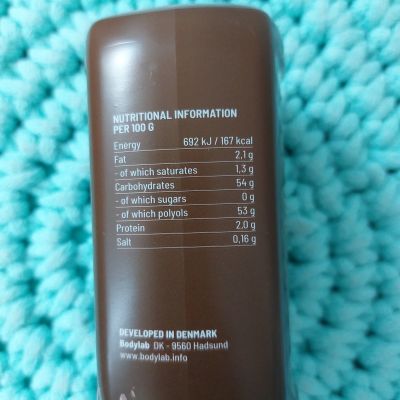 NUTRITIONAL INFORMATION
PER 100 G
Energy 692 kJ / 167 kcal
Fat 2,1 g
- of which saturates 1,3 g
Carbohydrates 54 g
- of which sugars 0 g
- of which polyols 53 g
Protein 2,0 g
Salt 0,16 g
DEVELOPED IN DENMARK
Bodylab DK - 9560 Hadsund
www.bodylab.info